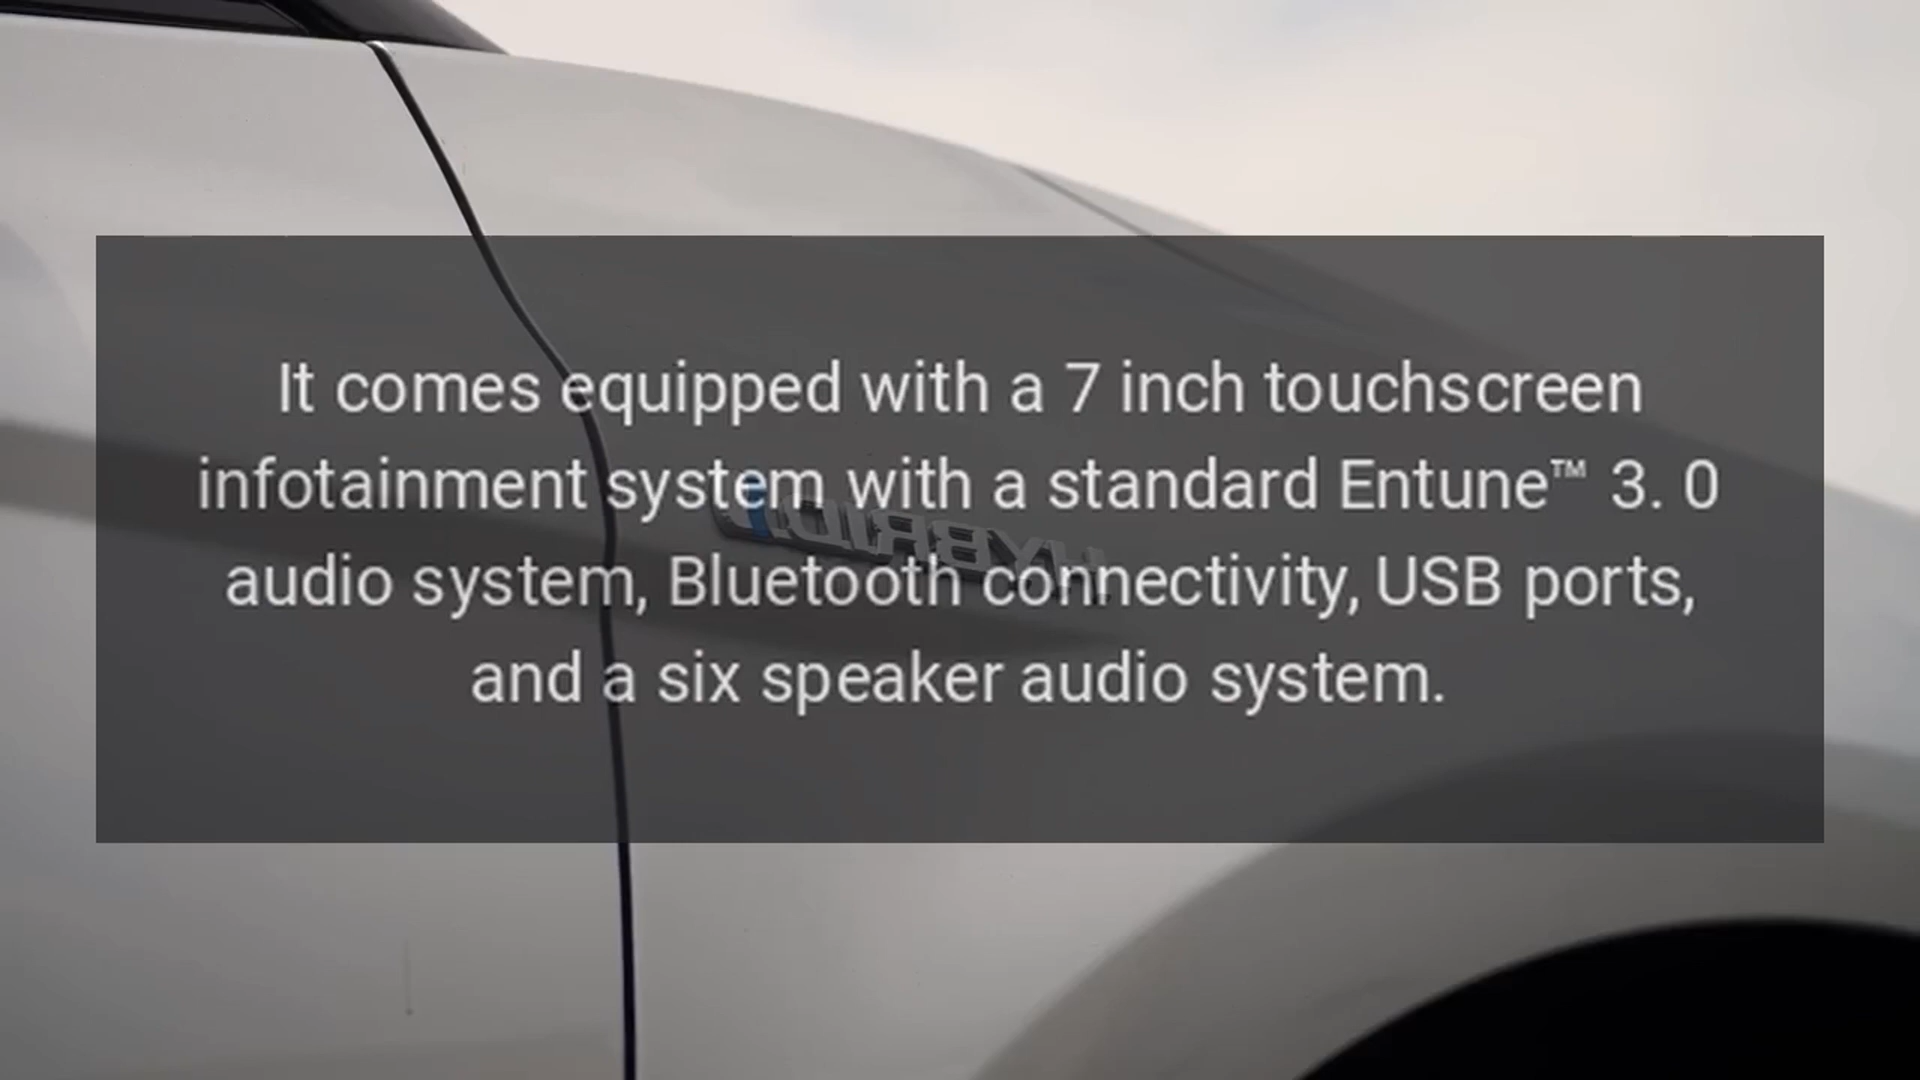 It comes equipped with a 7 inch touchscreen
infotainment system with a standard Entune™ 3. 0
audio system, Bluetooth connectivity, USB ports,
and a six speaker audio system.
HYBRID